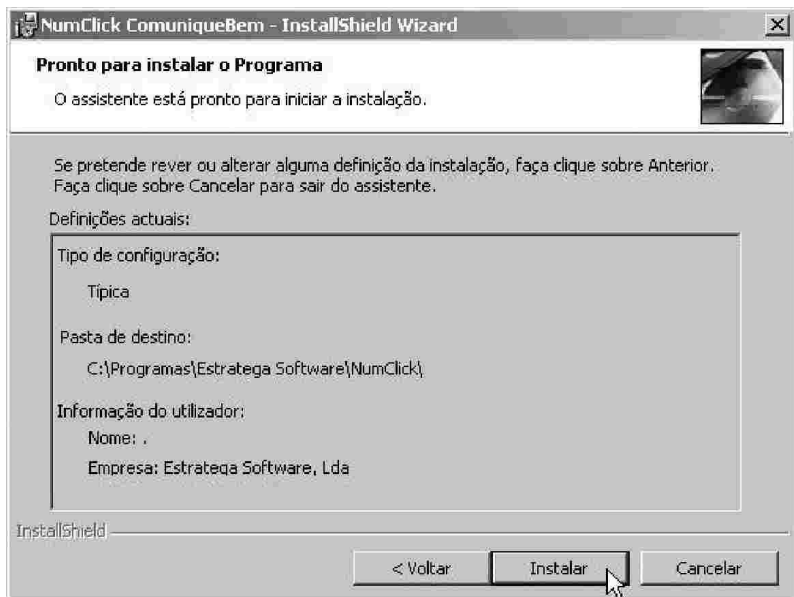 NumClick ComuniqueBem - InstallShield Wizard
Pronto para instalar o Programa
O assistente está pronto para iniciar a instalação.
Se pretende rever ou alterar alguma definição da instalação, faça clique sobre Anterior.
Faça clique sobre Cancelar para sair do assistente.
Definições actuais:
Tipo de configuração:
Típica
Pasta de destino:
C:\Programas\Estratega Software\NumClick\
Informação do utilizador:
Nome: .
Empresa: Estratega Software, Lda
InstallShield
< Voltar Instalar Cancelar